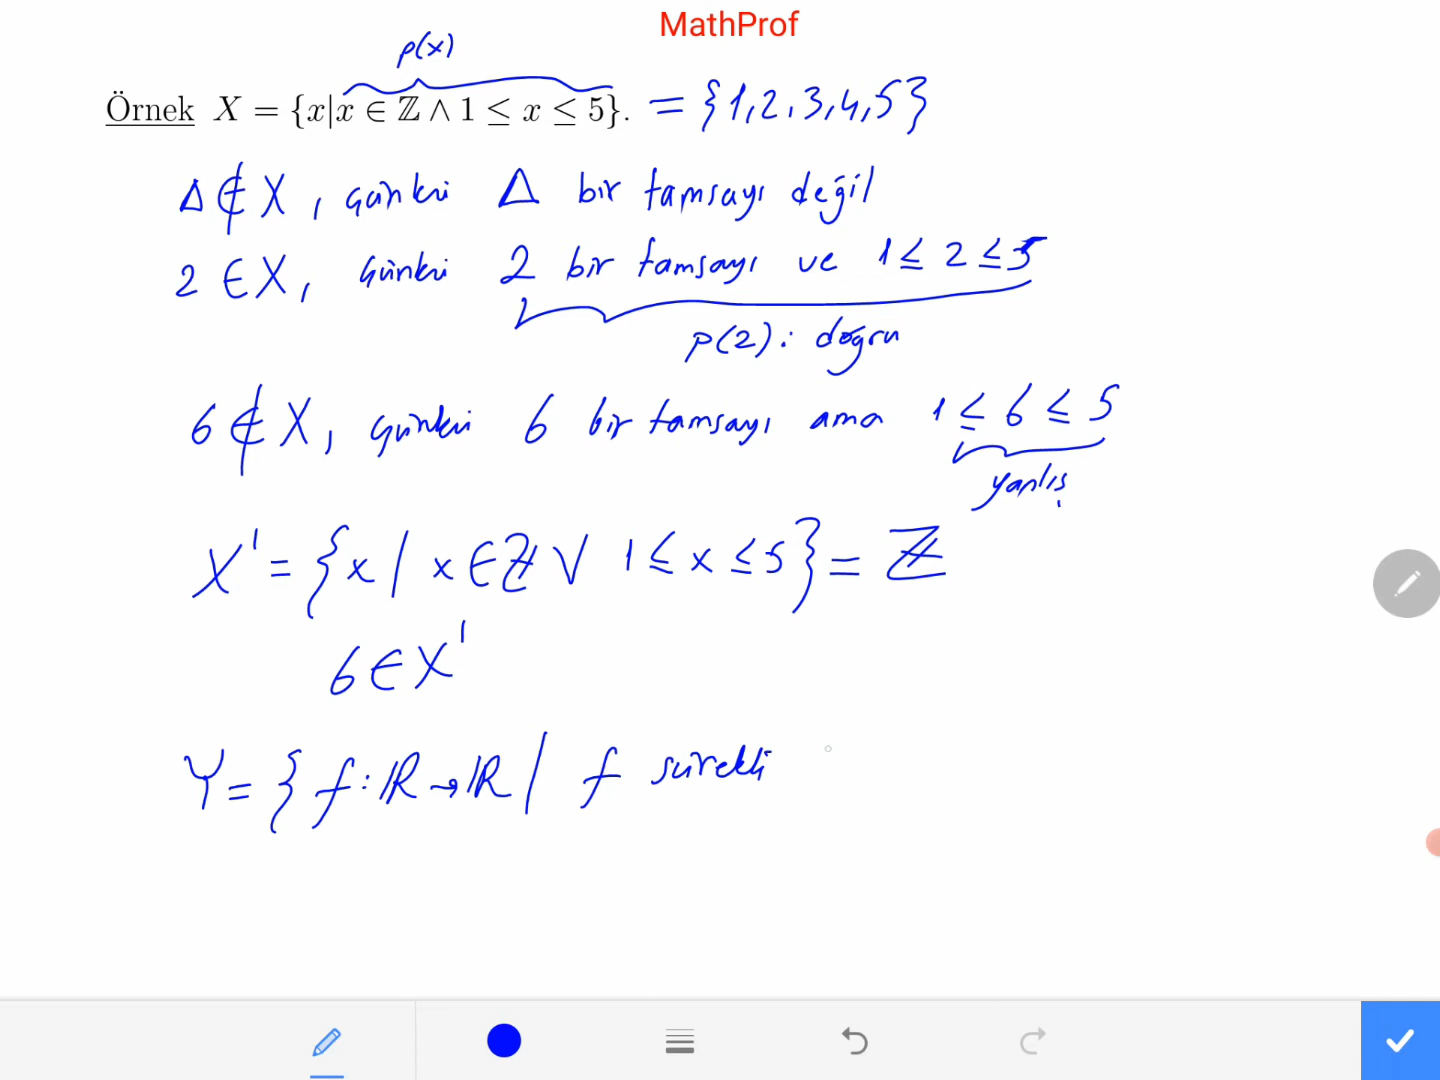 MathProf
p(x)
Örnek X = {x|x ∈ ℤ ∧ 1 ≤ x ≤ 5}. = {1,2,3,4,5}
Δ ∉ X, çünkü Δ bir tamsayı değil
2 ∈ X, çünkü 2 bir tamsayı ve 1 ≤ 2 ≤ 5
p(2): doğru
6 ∉ X, çünkü 6 bir tamsayı ama 1 ≤ 6 ≤ 5
yanlış
X' = {x | x ∈ ℤ ∨ 1 ≤ x ≤ 5} = ℤ
6 ∈ X'
Y = { f: ℝ → ℝ | f sürekli